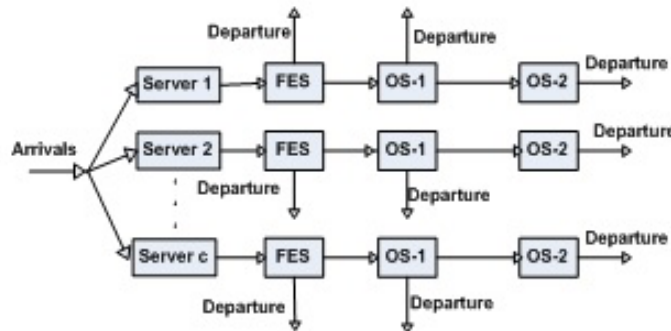 Departure
Departure
Departure
Server 1
FES
OS-1
OS-2
Departure
Arrivals
Server 2
FES
OS-1
OS-2
Departure
Departure
Departure
Server c
FES
OS-1
OS-2
Departure
Departure